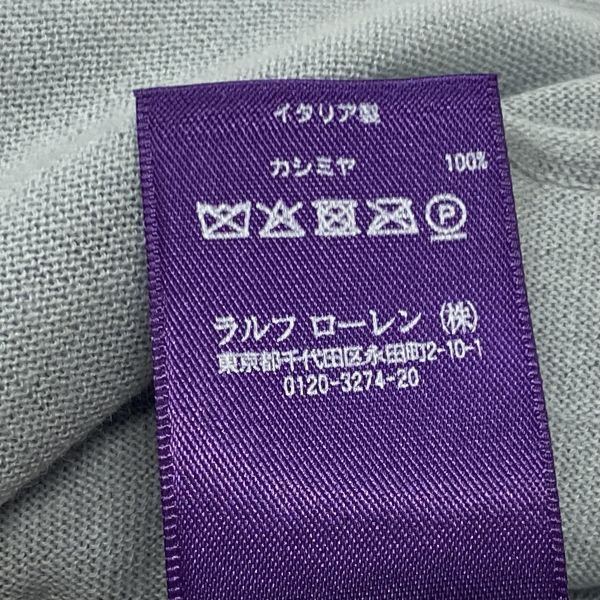 イタリア製
カシミヤ 100%
P
ラルフ ローレン (株)
東京都千代田区永田町2-10-1
0120-3274-20